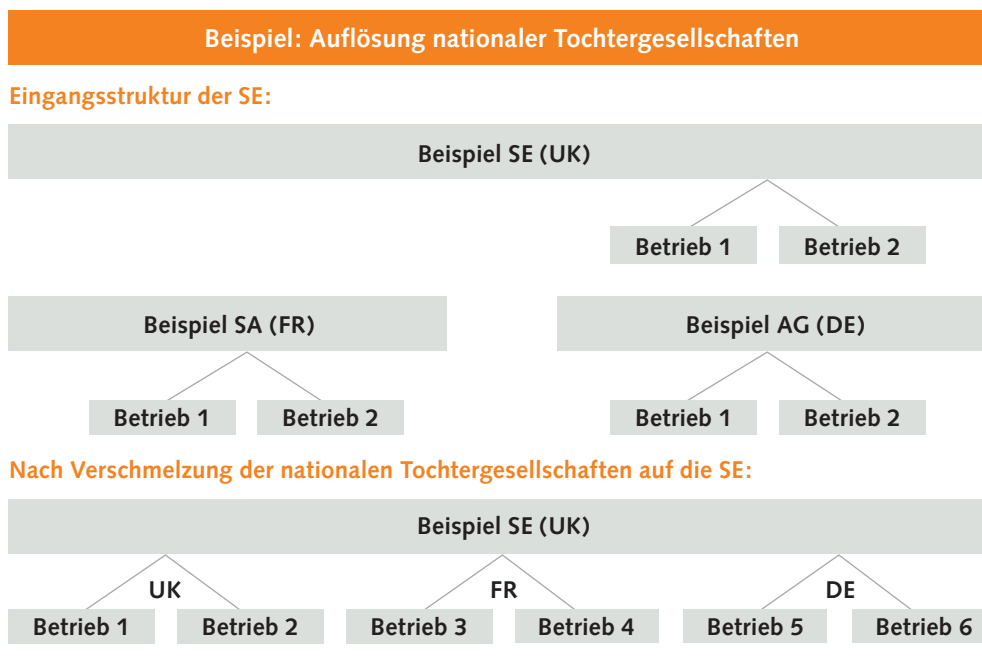 Beispiel: Auflösung nationaler Tochtergesellschaften
Eingangsstruktur der SE:
Beispiel SE (UK)
Betrieb 1 Betrieb 2
Beispiel SA (FR) Beispiel AG (DE)
Betrieb 1 Betrieb 2 Betrieb 1 Betrieb 2
Nach Verschmelzung der nationalen Tochtergesellschaften auf die SE:
Beispiel SE (UK)
UK FR DE
Betrieb 1 Betrieb 2 Betrieb 3 Betrieb 4 Betrieb 5 Betrieb 6